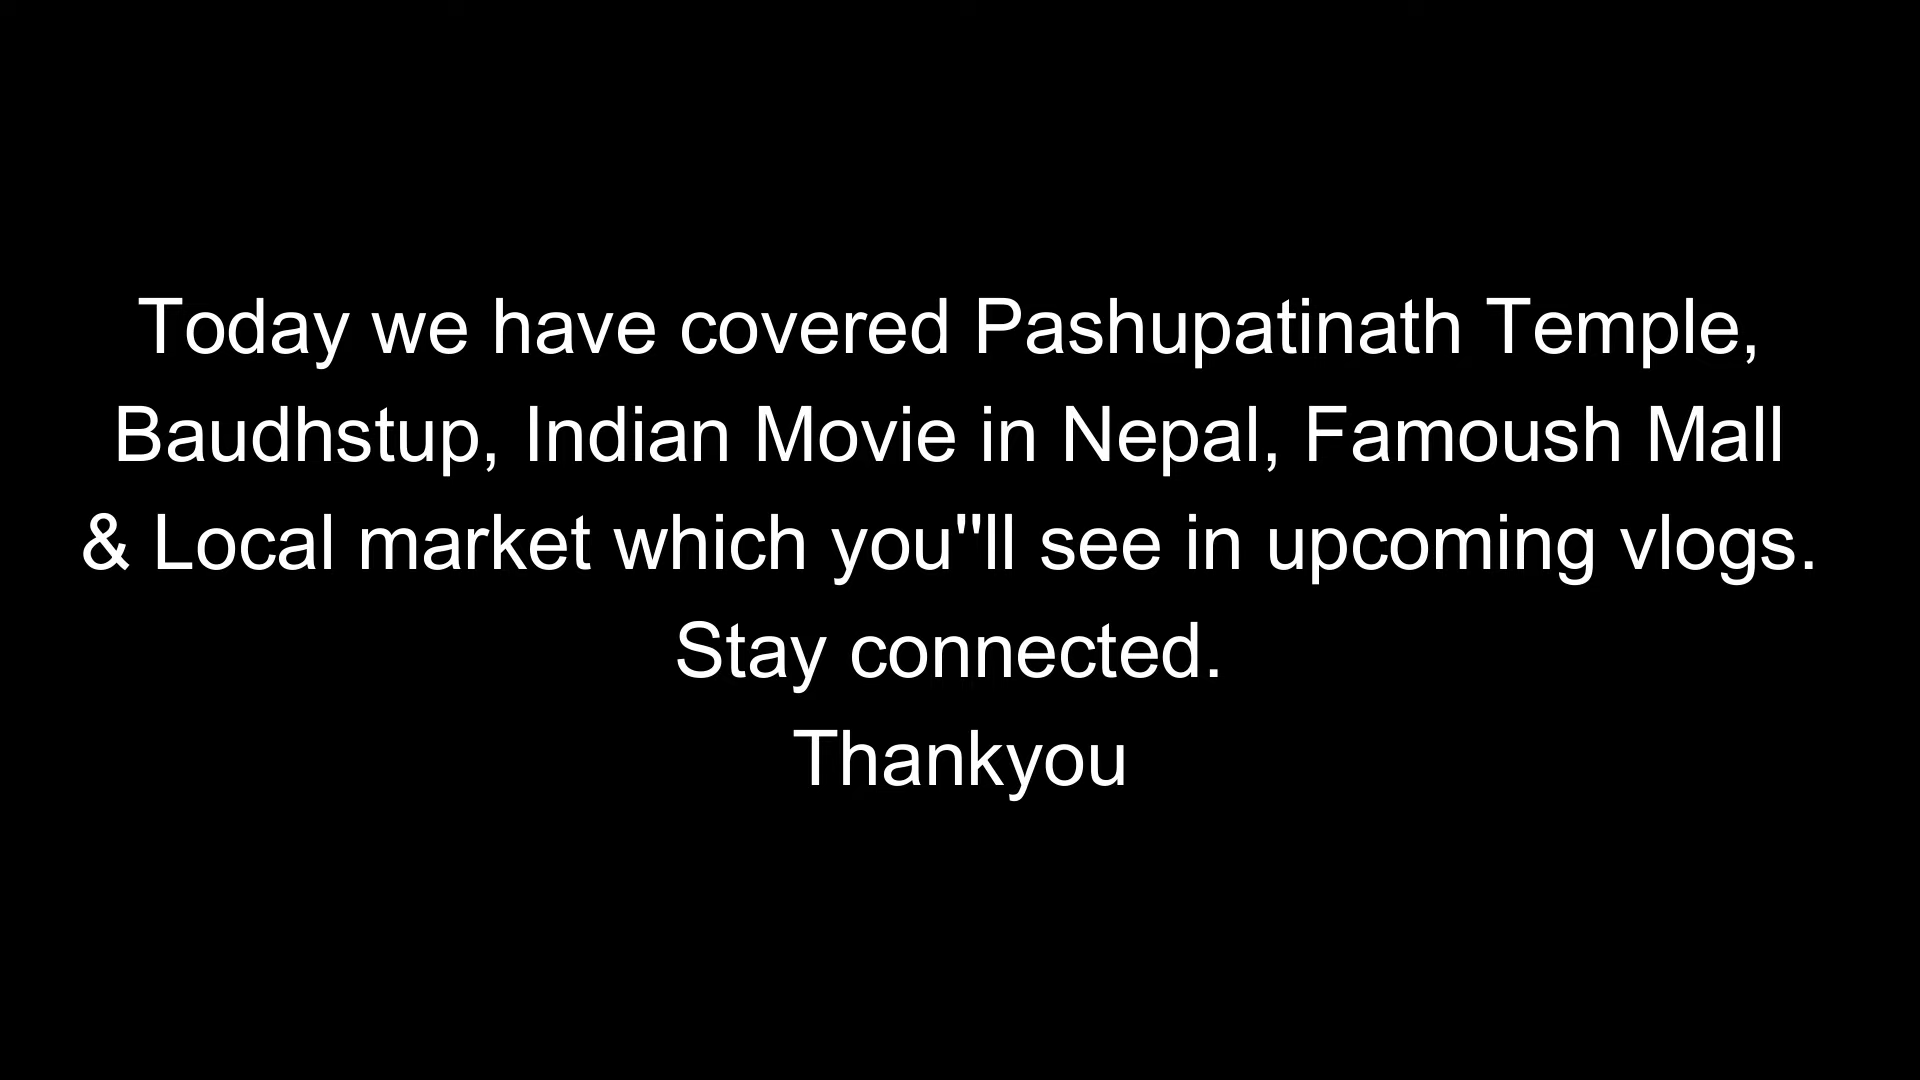 Today we have covered Pashupatinath Temple,
Baudhstup, Indian Movie in Nepal, Famoush Mall
& Local market which you"ll see in upcoming vlogs.
Stay connected.
Thankyou